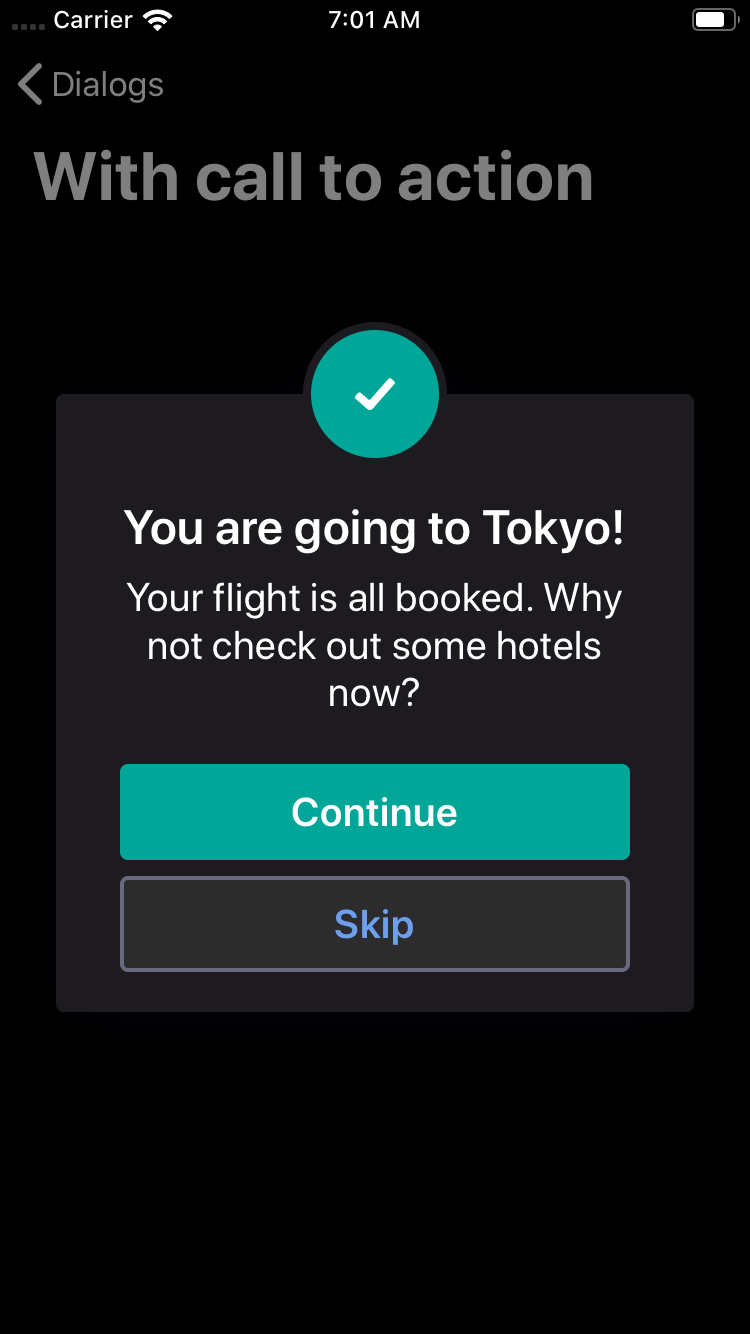 Carrier 7:01 AM
Dialogs
With call to action
You are going to Tokyo!
Your flight is all booked. Why
not check out some hotels
now?
Continue
Skip